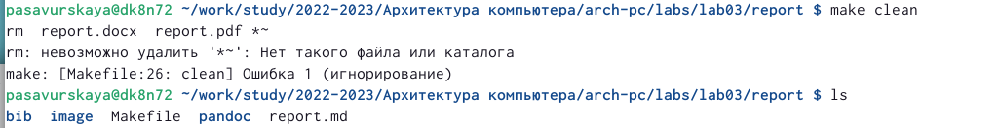 pasavurskaya@dk8n72 ~/work/study/2022-2023/Архитектура компьютера/arch-pc/labs/lab03/report $ make clean
rm  report.docx  report.pdf *~
rm: невозможно удалить '*~': Нет такого файла или каталога
make: [Makefile:26: clean] Ошибка 1 (игнорирование)
pasavurskaya@dk8n72 ~/work/study/2022-2023/Архитектура компьютера/arch-pc/labs/lab03/report $ ls
bib  image  Makefile  pandoc  report.md